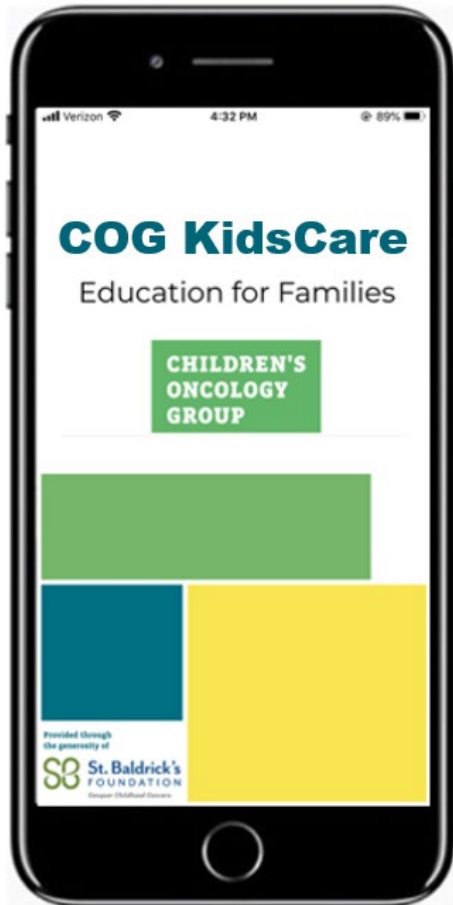 Verizon 4:32 PM 89%
COG KidsCare
Education for Families
CHILDREN'S
ONCOLOGY
GROUP
Provided through
the generosity of
St. Baldrick's
FOUNDATION
Conquer Childhood Cancers